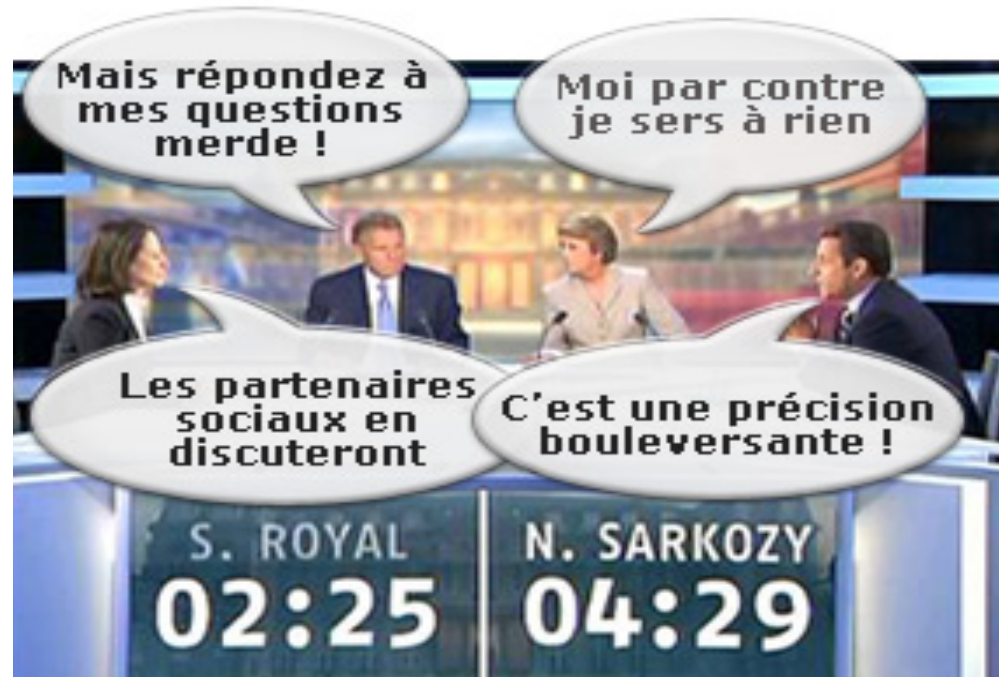 Mais répondez à
mes questions
merde !
Moi par contre
je sers à rien
Les partenaires
sociaux en
discuteront
C'est une précision
bouleversante !
S. ROYAL
02:25
N. SARKOZY
04:29